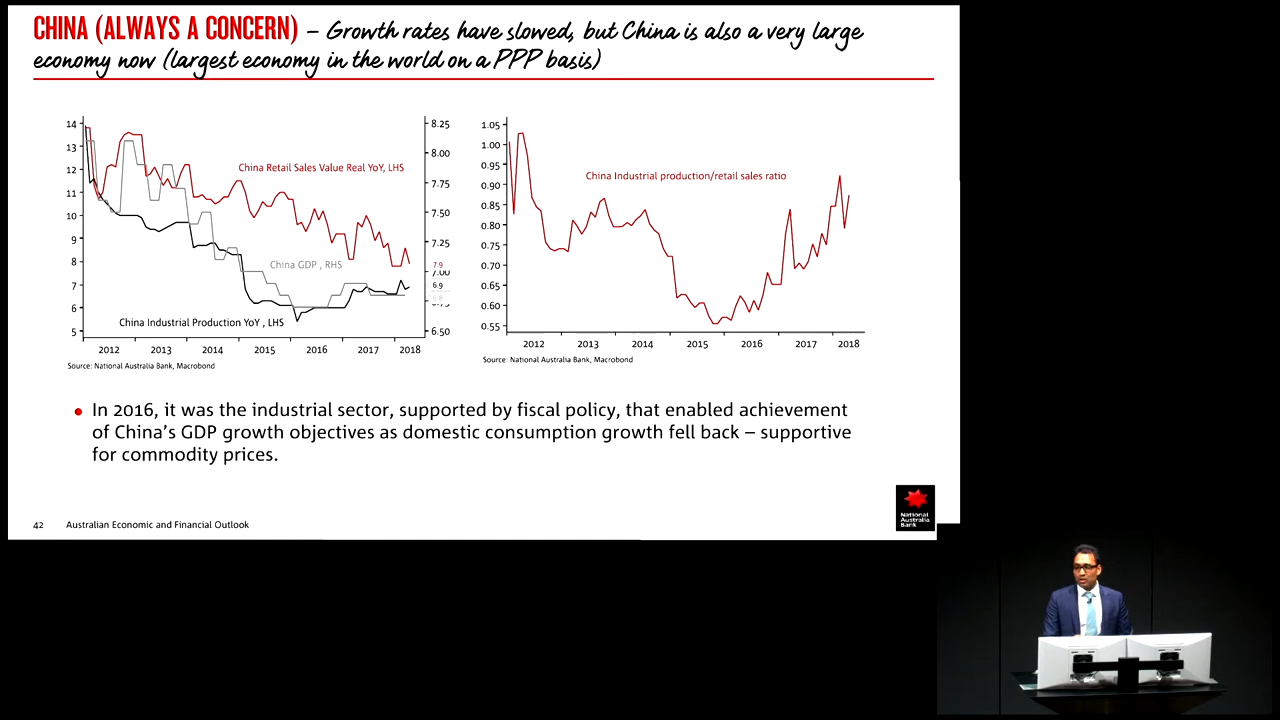 CHINA (ALWAYS A CONCERN) – Growth rates have slowed, but China is also a very large
economy now (largest economy in the world on a PPP basis)
14
13
12
11
10
9
8
7
6
5
8.25
8.00
7.75
7.50
7.25
7.9
7.00
6.9
6.8
6.50
China Retail Sales Value Real YoY, LHS
China GDP , RHS
China Industrial Production YoY , LHS
2012 2013 2014 2015 2016 2017 2018
Source: National Australia Bank, Macrobond
1.05
1.00
0.95
0.90
0.85
0.80
0.75
0.70
0.65
0.60
0.55
China Industrial production/retail sales ratio
2012 2013 2014 2015 2016 2017 2018
Source: National Australia Bank, Macrobond
• In 2016, it was the industrial sector, supported by fiscal policy, that enabled achievement
of China's GDP growth objectives as domestic consumption growth fell back – supportive
for commodity prices.
National
Australia
Bank
42 Australian Economic and Financial Outlook